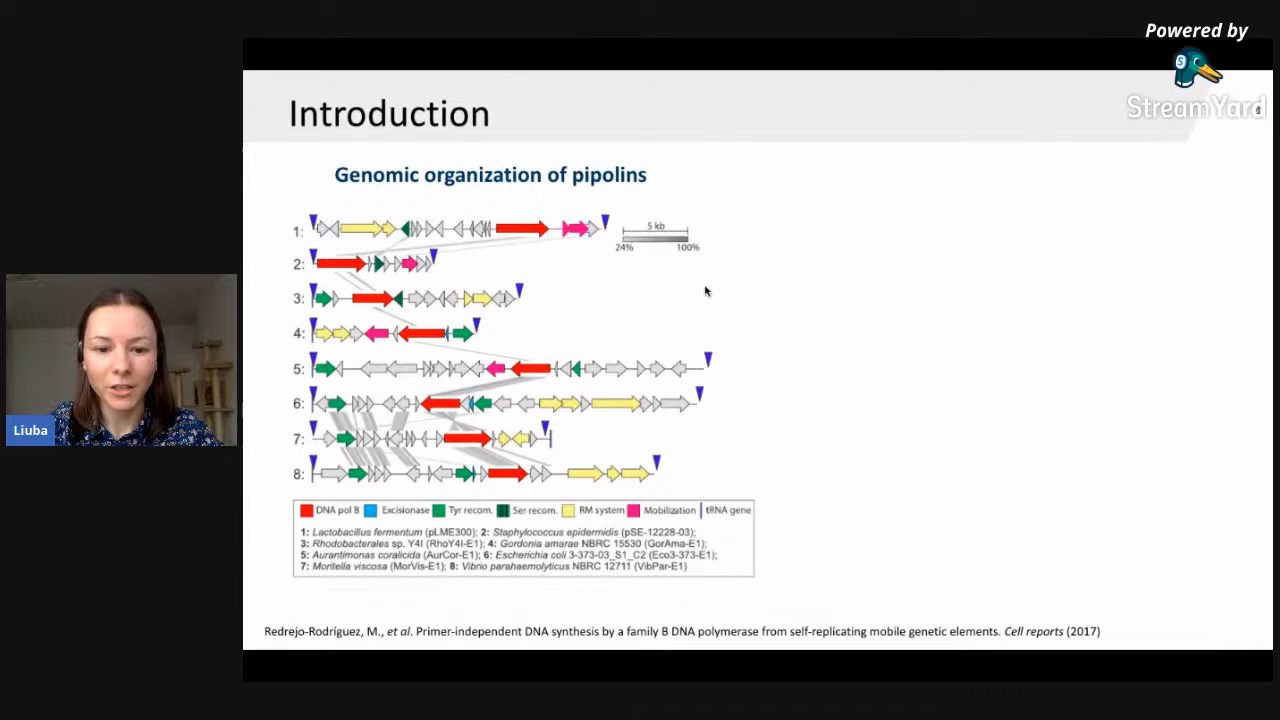 Powered by
StreamYard
Introduction
Genomic organization of pipolins
1:
5 kb
24% 100%
2:
3:
4:
5:
6:
7:
8:
DNA pol B Excisionase Tyr recom. Ser recom. RM system Mobilization tRNA gene
1: Lactobacillus fermentum (pLME300); 2: Staphylococcus epidermidis (pSE-12228-03);
3: Rhodobacterales sp. Y4I (RhoY4I-E1); 4: Gordonia amarae NBRC 15530 (GorAma-E1);
5: Aurantimonas coralicida (AurCor-E1); 6: Escherichia coli 3-373-03_S1_C2 (Eco3-373-E1);
7: Moritella viscosa (MorVis-E1); 8: Vibrio parahaemolyticus NBRC 12711 (VibPar-E1)
Redrejo-Rodríguez, M., et al. Primer-independent DNA synthesis by a family B DNA polymerase from self-replicating mobile genetic elements. Cell reports (2017)
Liuba